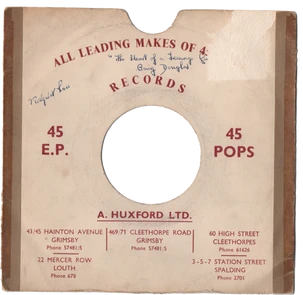 ALL LEADING MAKES OF 4
"The Heart of a Teenage
Craig Douglas
RECORDS
45
E.P.
45
POPS
A. HUXFORD LTD.
43/45 HAINTON AVENUE
GRIMSBY
Phone 57481:5
469/71 CLEETHORPE ROAD
GRIMSBY
Phone 57481/5
60 HIGH STREET
CLEETHORPES
Phone 61626
22 MERCER ROW
LOUTH
Phone 678
3-5-7 STATION STREET
SPALDING
Phone 2701